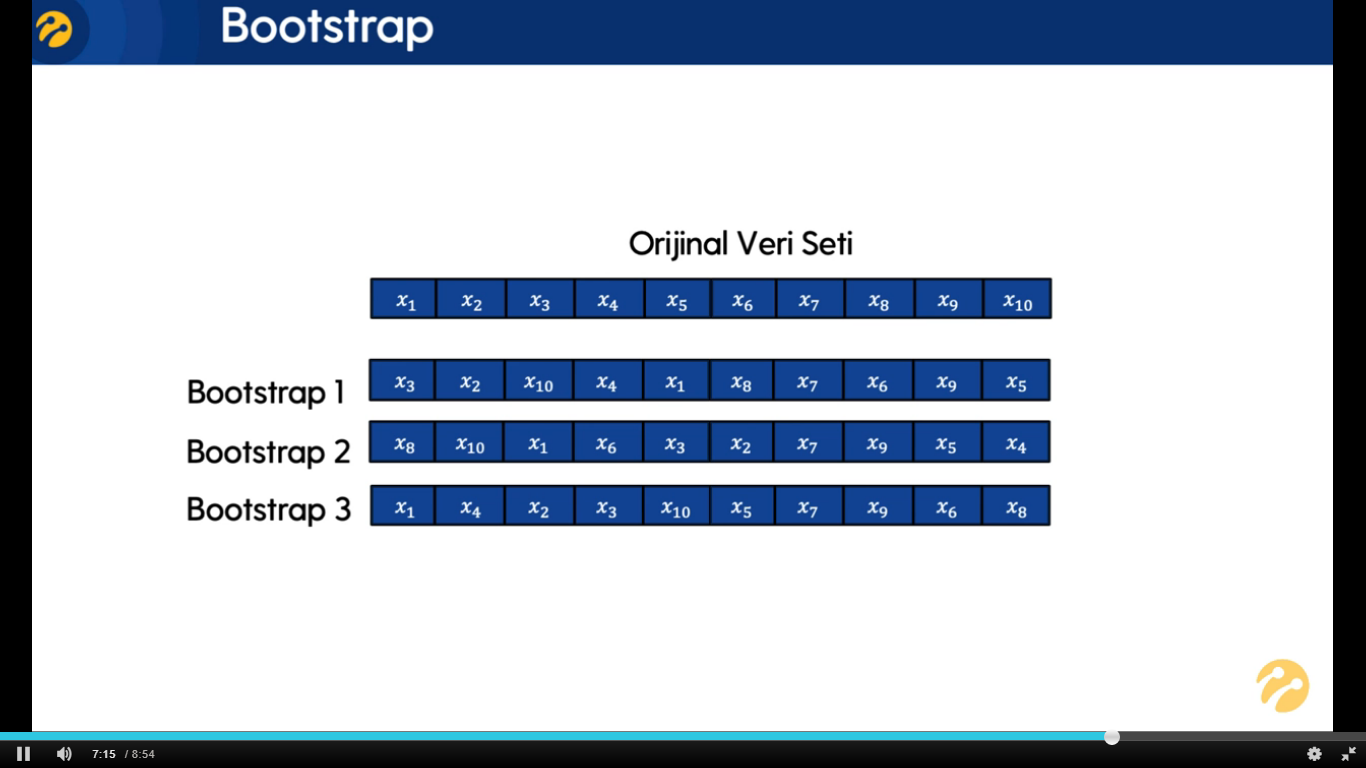 Bootstrap
Orijinal Veri Seti
x₁ x₂ x₃ x₄ x₅ x₆ x₇ x₈ x₉ x₁₀
Bootstrap 1 x₃ x₂ x₁₀ x₄ x₁ x₈ x₇ x₆ x₉ x₅
Bootstrap 2 x₈ x₁₀ x₁ x₆ x₃ x₂ x₇ x₉ x₅ x₄
Bootstrap 3 x₁ x₄ x₂ x₃ x₁₀ x₅ x₇ x₉ x₆ x₈
7:15 / 8:54